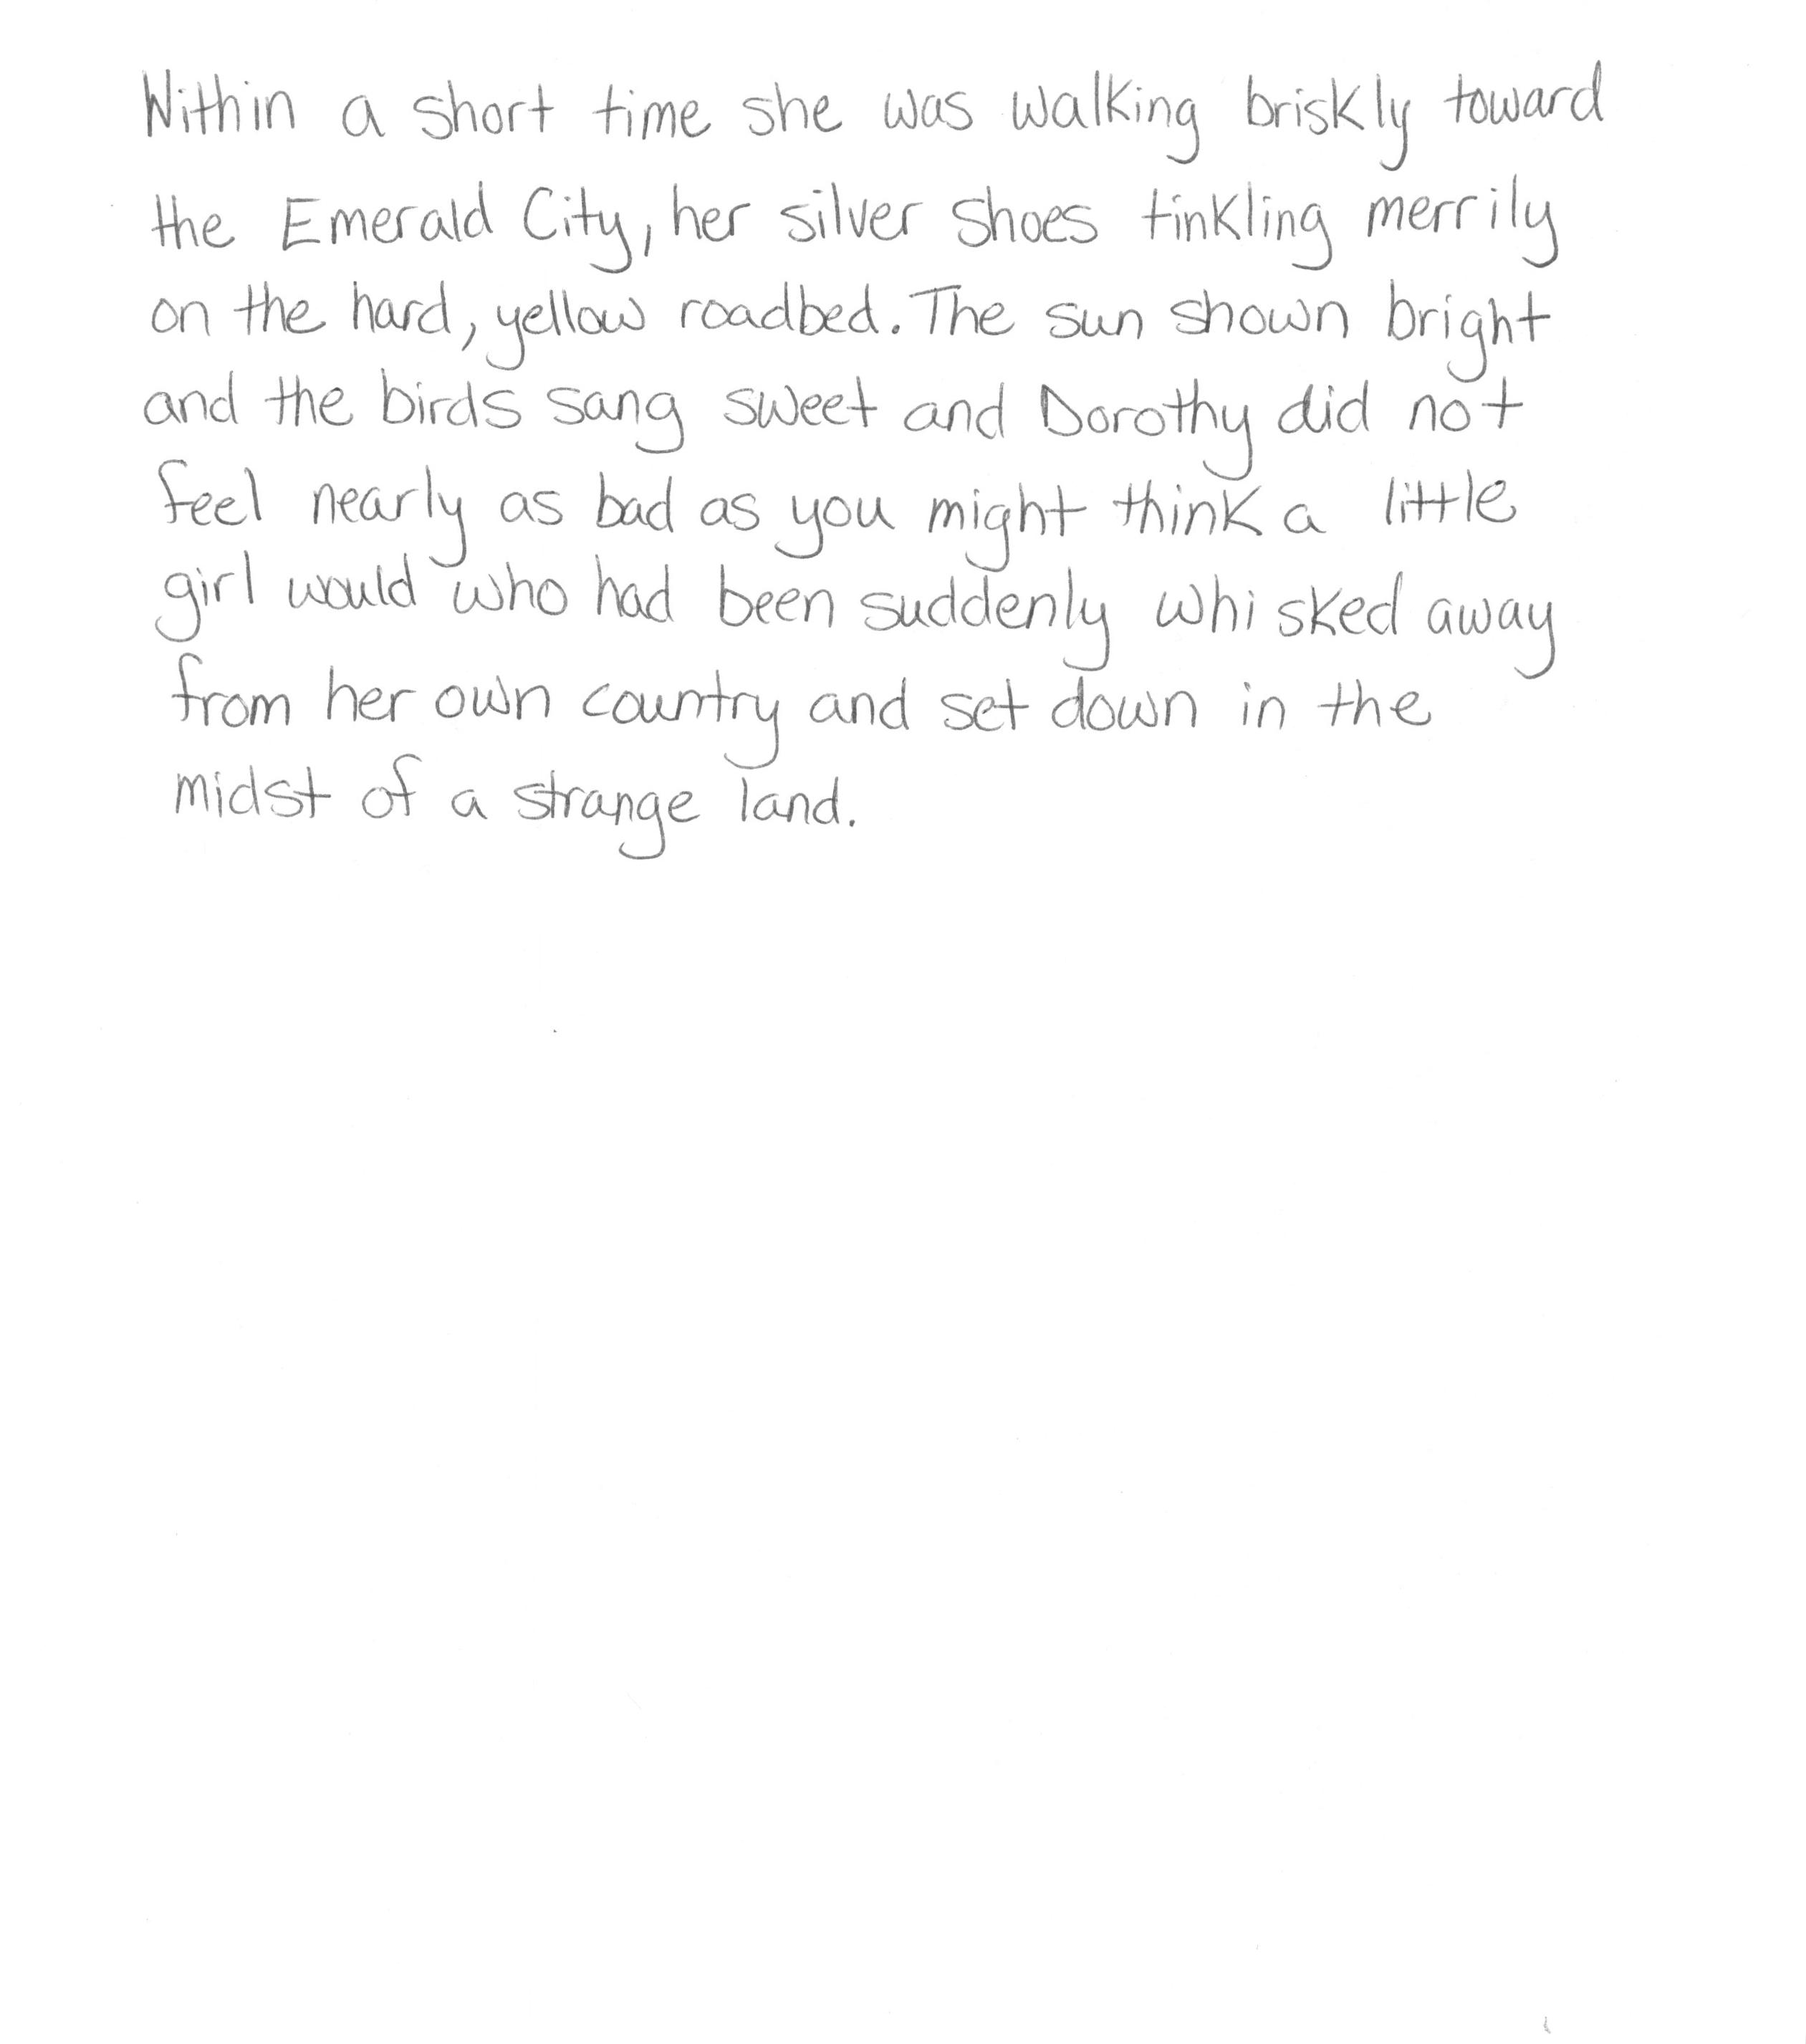 Within a short time she was walking briskly toward
the Emerald City, her silver shoes tinkling merrily
on the hard, yellow roadbed. The sun shown bright
and the birds sang sweet and Dorothy did not
feel nearly as bad as you might think a little
girl would who had been suddenly whisked away
from her own country and set down in the
midst of a strange land.